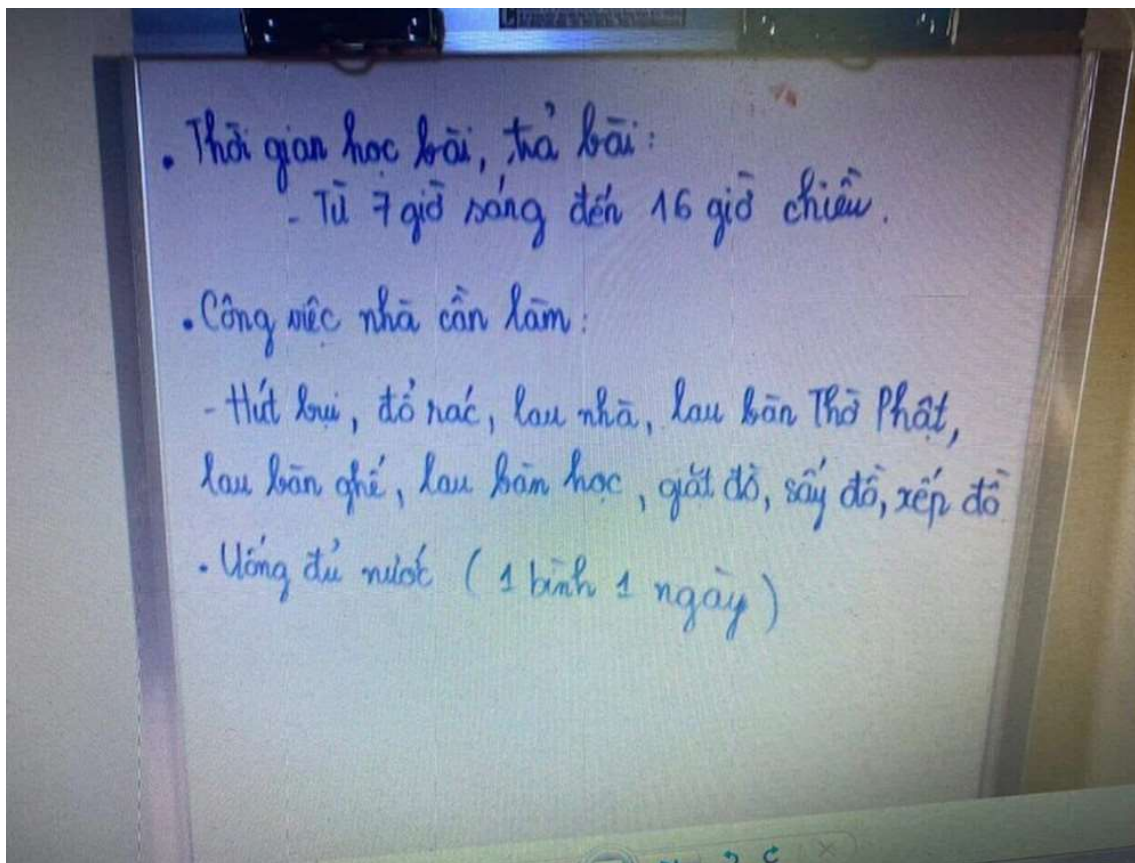 . Thời gian học bài, trả bài:
- Từ 7 giờ sáng đến 16 giờ chiều.
. Công việc nhà cần làm:
- Hút bụi, đổ rác, lau nhà, lau bàn Thờ Phật,
lau bàn ghế, lau bàn học, giặt đồ, sấy đồ, xếp đồ
. Uống đủ nước (1 bình 1 ngày)